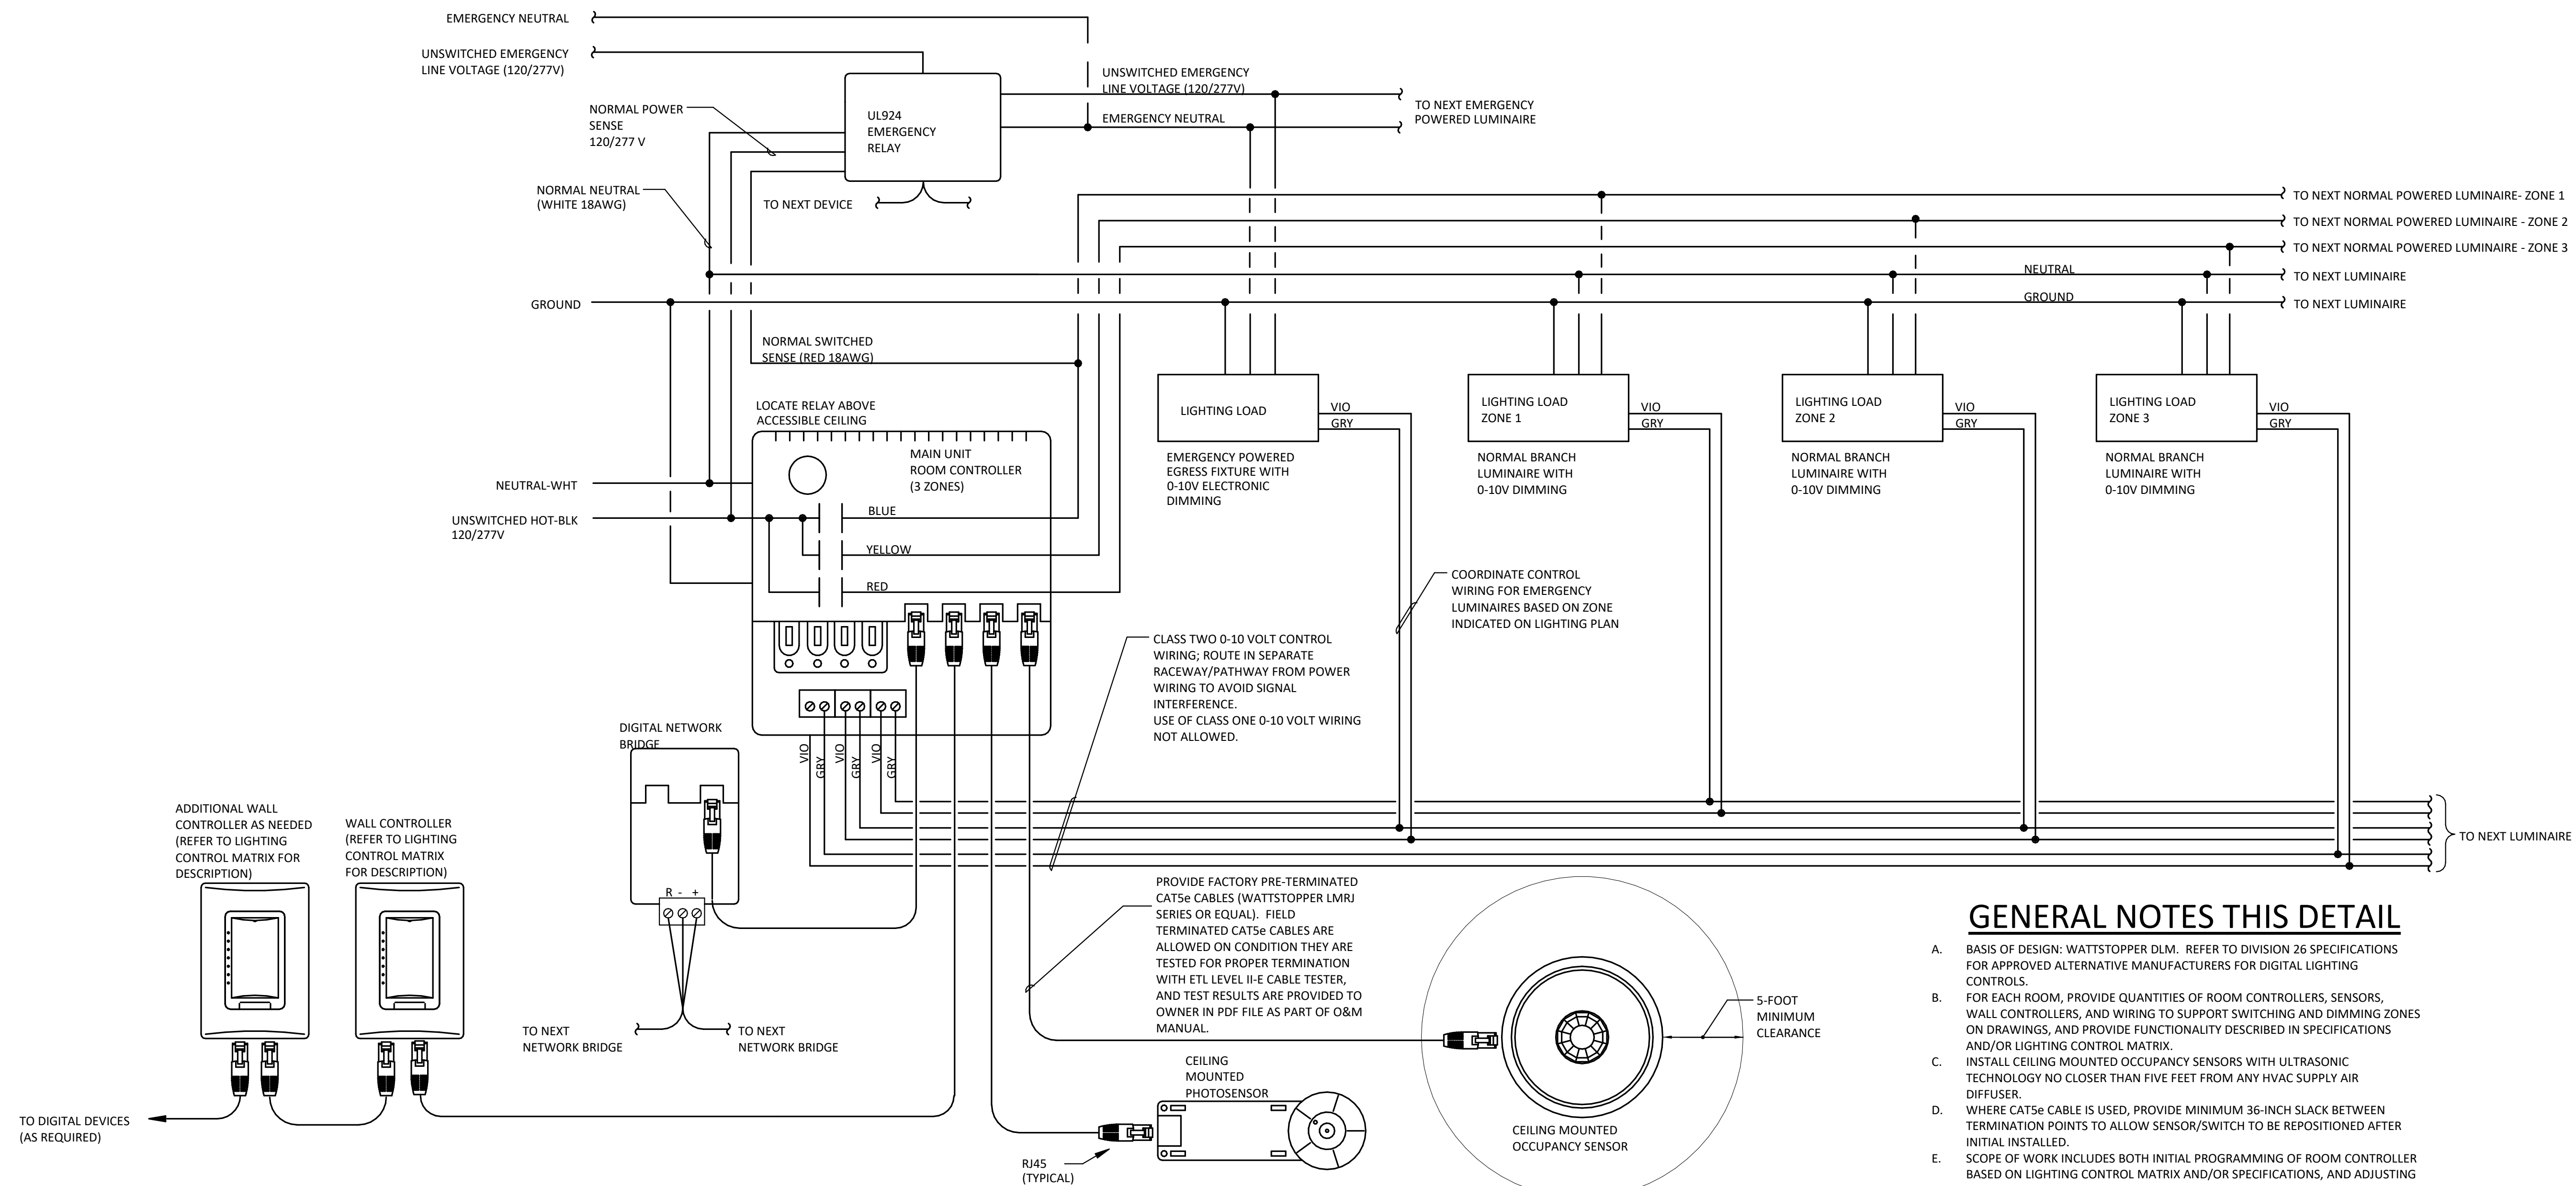 EMERGENCY NEUTRAL
UNSWITCHED EMERGENCY
LINE VOLTAGE (120/277V)
NORMAL POWER
SENSE
120/277 V
UL924
EMERGENCY
RELAY
UNSWITCHED EMERGENCY
LINE VOLTAGE (120/277V)
EMERGENCY NEUTRAL
TO NEXT EMERGENCY
POWERED LUMINAIRE
NORMAL NEUTRAL
(WHITE 18AWG)
TO NEXT DEVICE
TO NEXT NORMAL POWERED LUMINAIRE- ZONE 1
TO NEXT NORMAL POWERED LUMINAIRE - ZONE 2
TO NEXT NORMAL POWERED LUMINAIRE - ZONE 3
NEUTRAL
TO NEXT LUMINAIRE
GROUND
GROUND
TO NEXT LUMINAIRE
NORMAL SWITCHED
SENSE (RED 18AWG)
LOCATE RELAY ABOVE
ACCESSIBLE CEILING
MAIN UNIT
ROOM CONTROLLER
(3 ZONES)
NEUTRAL-WHT
UNSWITCHED HOT-BLK
120/277V
BLUE
YELLOW
RED
LIGHTING LOAD
VIO
GRY
EMERGENCY POWERED
EGRESS FIXTURE WITH
0-10V ELECTRONIC
DIMMING
LIGHTING LOAD
ZONE 1
VIO
GRY
NORMAL BRANCH
LUMINAIRE WITH
0-10V DIMMING
LIGHTING LOAD
ZONE 2
VIO
GRY
NORMAL BRANCH
LUMINAIRE WITH
0-10V DIMMING
LIGHTING LOAD
ZONE 3
VIO
GRY
NORMAL BRANCH
LUMINAIRE WITH
0-10V DIMMING
COORDINATE CONTROL
WIRING FOR EMERGENCY
LUMINAIRES BASED ON ZONE
INDICATED ON LIGHTING PLAN
CLASS TWO 0-10 VOLT CONTROL
WIRING; ROUTE IN SEPARATE
RACEWAY/PATHWAY FROM POWER
WIRING TO AVOID SIGNAL
INTERFERENCE.
USE OF CLASS ONE 0-10 VOLT WIRING
NOT ALLOWED.
DIGITAL NETWORK
BRIDGE
VIO
GRY
VIO
GRY
VIO
GRY
TO NEXT LUMINAIRE
ADDITIONAL WALL
CONTROLLER AS NEEDED
(REFER TO LIGHTING
CONTROL MATRIX FOR
DESCRIPTION)
WALL CONTROLLER
(REFER TO LIGHTING
CONTROL MATRIX
FOR DESCRIPTION)
R - +
TO NEXT
NETWORK BRIDGE
TO NEXT
NETWORK BRIDGE
PROVIDE FACTORY PRE-TERMINATED
CAT5e CABLES (WATTSTOPPER LMRJ
SERIES OR EQUAL). FIELD
TERMINATED CAT5e CABLES ARE
ALLOWED ON CONDITION THEY ARE
TESTED FOR PROPER TERMINATION
WITH ETL LEVEL II-E CABLE TESTER,
AND TEST RESULTS ARE PROVIDED TO
OWNER IN PDF FILE AS PART OF O&M
MANUAL.
5-FOOT
MINIMUM
CLEARANCE
CEILING
MOUNTED
PHOTOSENSOR
CEILING MOUNTED
OCCUPANCY SENSOR
TO DIGITAL DEVICES
(AS REQUIRED)
RJ45
(TYPICAL)
GENERAL NOTES THIS DETAIL
A. BASIS OF DESIGN: WATTSTOPPER DLM. REFER TO DIVISION 26 SPECIFICATIONS
FOR APPROVED ALTERNATIVE MANUFACTURERS FOR DIGITAL LIGHTING
CONTROLS.
B. FOR EACH ROOM, PROVIDE QUANTITIES OF ROOM CONTROLLERS, SENSORS,
WALL CONTROLLERS, AND WIRING TO SUPPORT SWITCHING AND DIMMING ZONES
ON DRAWINGS, AND PROVIDE FUNCTIONALITY DESCRIBED IN SPECIFICATIONS
AND/OR LIGHTING CONTROL MATRIX.
C. INSTALL CEILING MOUNTED OCCUPANCY SENSORS WITH ULTRASONIC
TECHNOLOGY NO CLOSER THAN FIVE FEET FROM ANY HVAC SUPPLY AIR
DIFFUSER.
D. WHERE CAT5e CABLE IS USED, PROVIDE MINIMUM 36-INCH SLACK BETWEEN
TERMINATION POINTS TO ALLOW SENSOR/SWITCH TO BE REPOSITIONED AFTER
INITIAL INSTALLED.
E. SCOPE OF WORK INCLUDES BOTH INITIAL PROGRAMMING OF ROOM CONTROLLER
BASED ON LIGHTING CONTROL MATRIX AND/OR SPECIFICATIONS, AND ADJUSTING